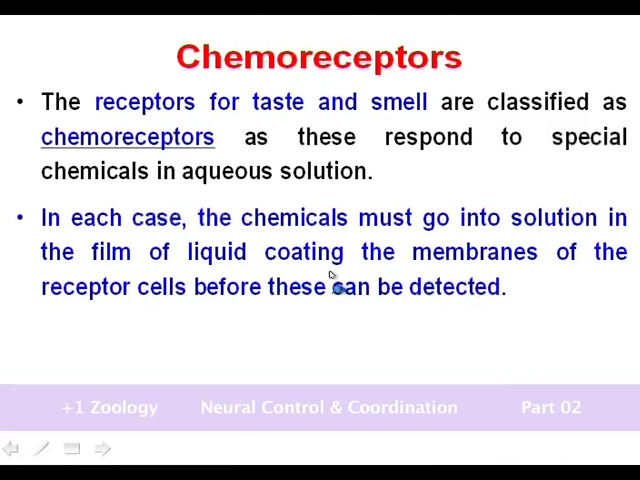 Chemoreceptors
• The receptors for taste and smell are classified as
chemoreceptors as these respond to special
chemicals in aqueous solution.
• In each case, the chemicals must go into solution in
the film of liquid coating the membranes of the
receptor cells before these can be detected.
+1 Zoology Neural Control & Coordination Part 02